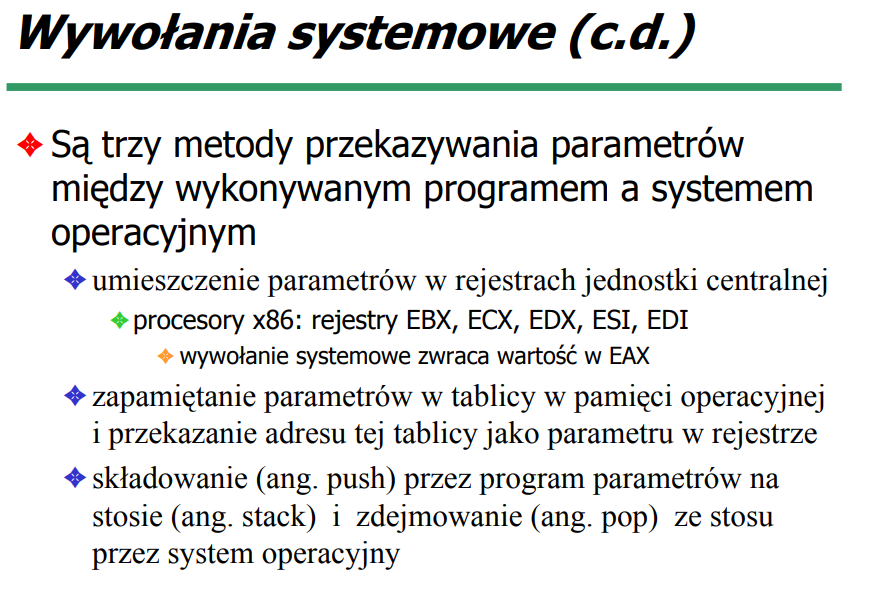 Wywołania systemowe (c.d.)
Są trzy metody przekazywania parametrów
między wykonywanym programem a systemem
operacyjnym
umieszczenie parametrów w rejestrach jednostki centralnej
procesory x86: rejestry EBX, ECX, EDX, ESI, EDI
wywołanie systemowe zwraca wartość w EAX
zapamiętanie parametrów w tablicy w pamięci operacyjnej
i przekazanie adresu tej tablicy jako parametru w rejestrze
składowanie (ang. push) przez program parametrów na
stosie (ang. stack) i zdejmowanie (ang. pop) ze stosu
przez system operacyjny